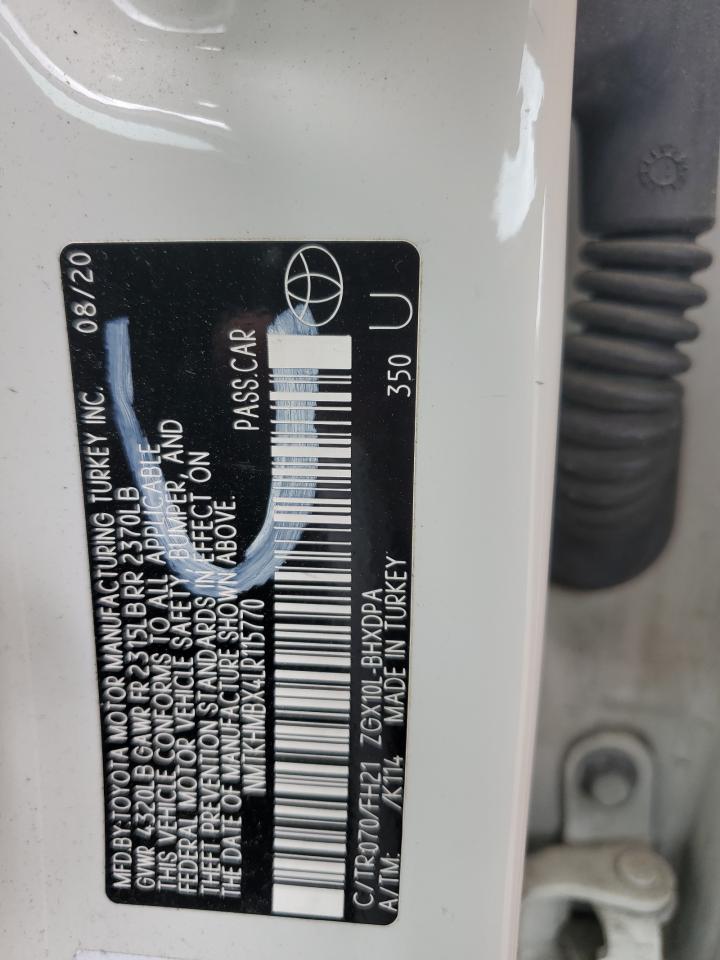 MFD.BY:TOYOTA MOTOR MANUFACTURING TURKEY INC. 08/20
GVWR 4320LB GAWR FR 2315LB RR 2370LB
THIS VEHICLE CONFORMS TO ALL APPLICABLE
FEDERAL MOTOR VEHICLE SAFETY, BUMPER, AND
THEFT PREVENTION STANDARDS IN EFFECT ON
THE DATE OF MANUFACTURE SHOWN ABOVE.
NMTKHMBX4LR115770 PASS.CAR
C/TR070/FH21 ZGX10L-BHXDPA
A/TM: /K114 MADE IN TURKEY 350 U